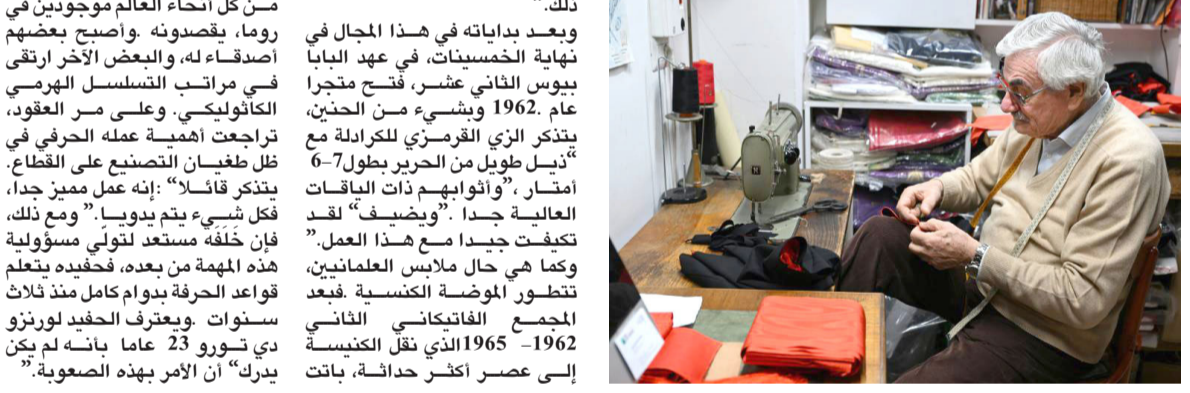 ذلك."
وبعد بداياته في هذا المجال في
نهاية الخمسينات، في عهد البابا
بيوس الثاني عشر، فتح متجرا
عام .1962 وبشيء من الحنين،
يتذكر الزي القرمزي للكرادلة مع
"ذيل طويل من الحرير بطول7–6
أمتار ،"وأثوابهم ذات الياقات
العالية جدا ."ويضيف" لقد
تكيفت جيدا مع هذا العمل."
وكما هي حال ملابس العلمانيين،
تتطور الموضة الكنسية .فبعد
المجمع الفاتيكاني الثاني
1962– 1965الذي نقل الكنيسة
إلى عصر أكثر حداثة، باتت
من كل أنحاء العالم موجودين في
روما، يقصدونه .وأصبح بعضهم
أصدقاء له، والبعض الآخر ارتقى
في مراتب التسلسل الهرمي
الكاثوليكي. وعلى مر العقود،
تراجعت أهمية عمله الحرفي في
ظل طغيان التصنيع على القطاع.
يتذكر قائلا" :إنه عمل مميز جدا،
فكل شيء يتم يدويا." ومع ذلك،
فإن خَلَفَه مستعد لتولّي مسؤولية
هذه المهمة من بعده، فحفيده يتعلم
قواعد الحرفة بدوام كامل منذ ثلاث
سنوات .ويعترف الحفيد لورنزو
دي تورو 23 عاما بأنه لم يكن
يدرك" أن الأمر بهذه الصعوبة."